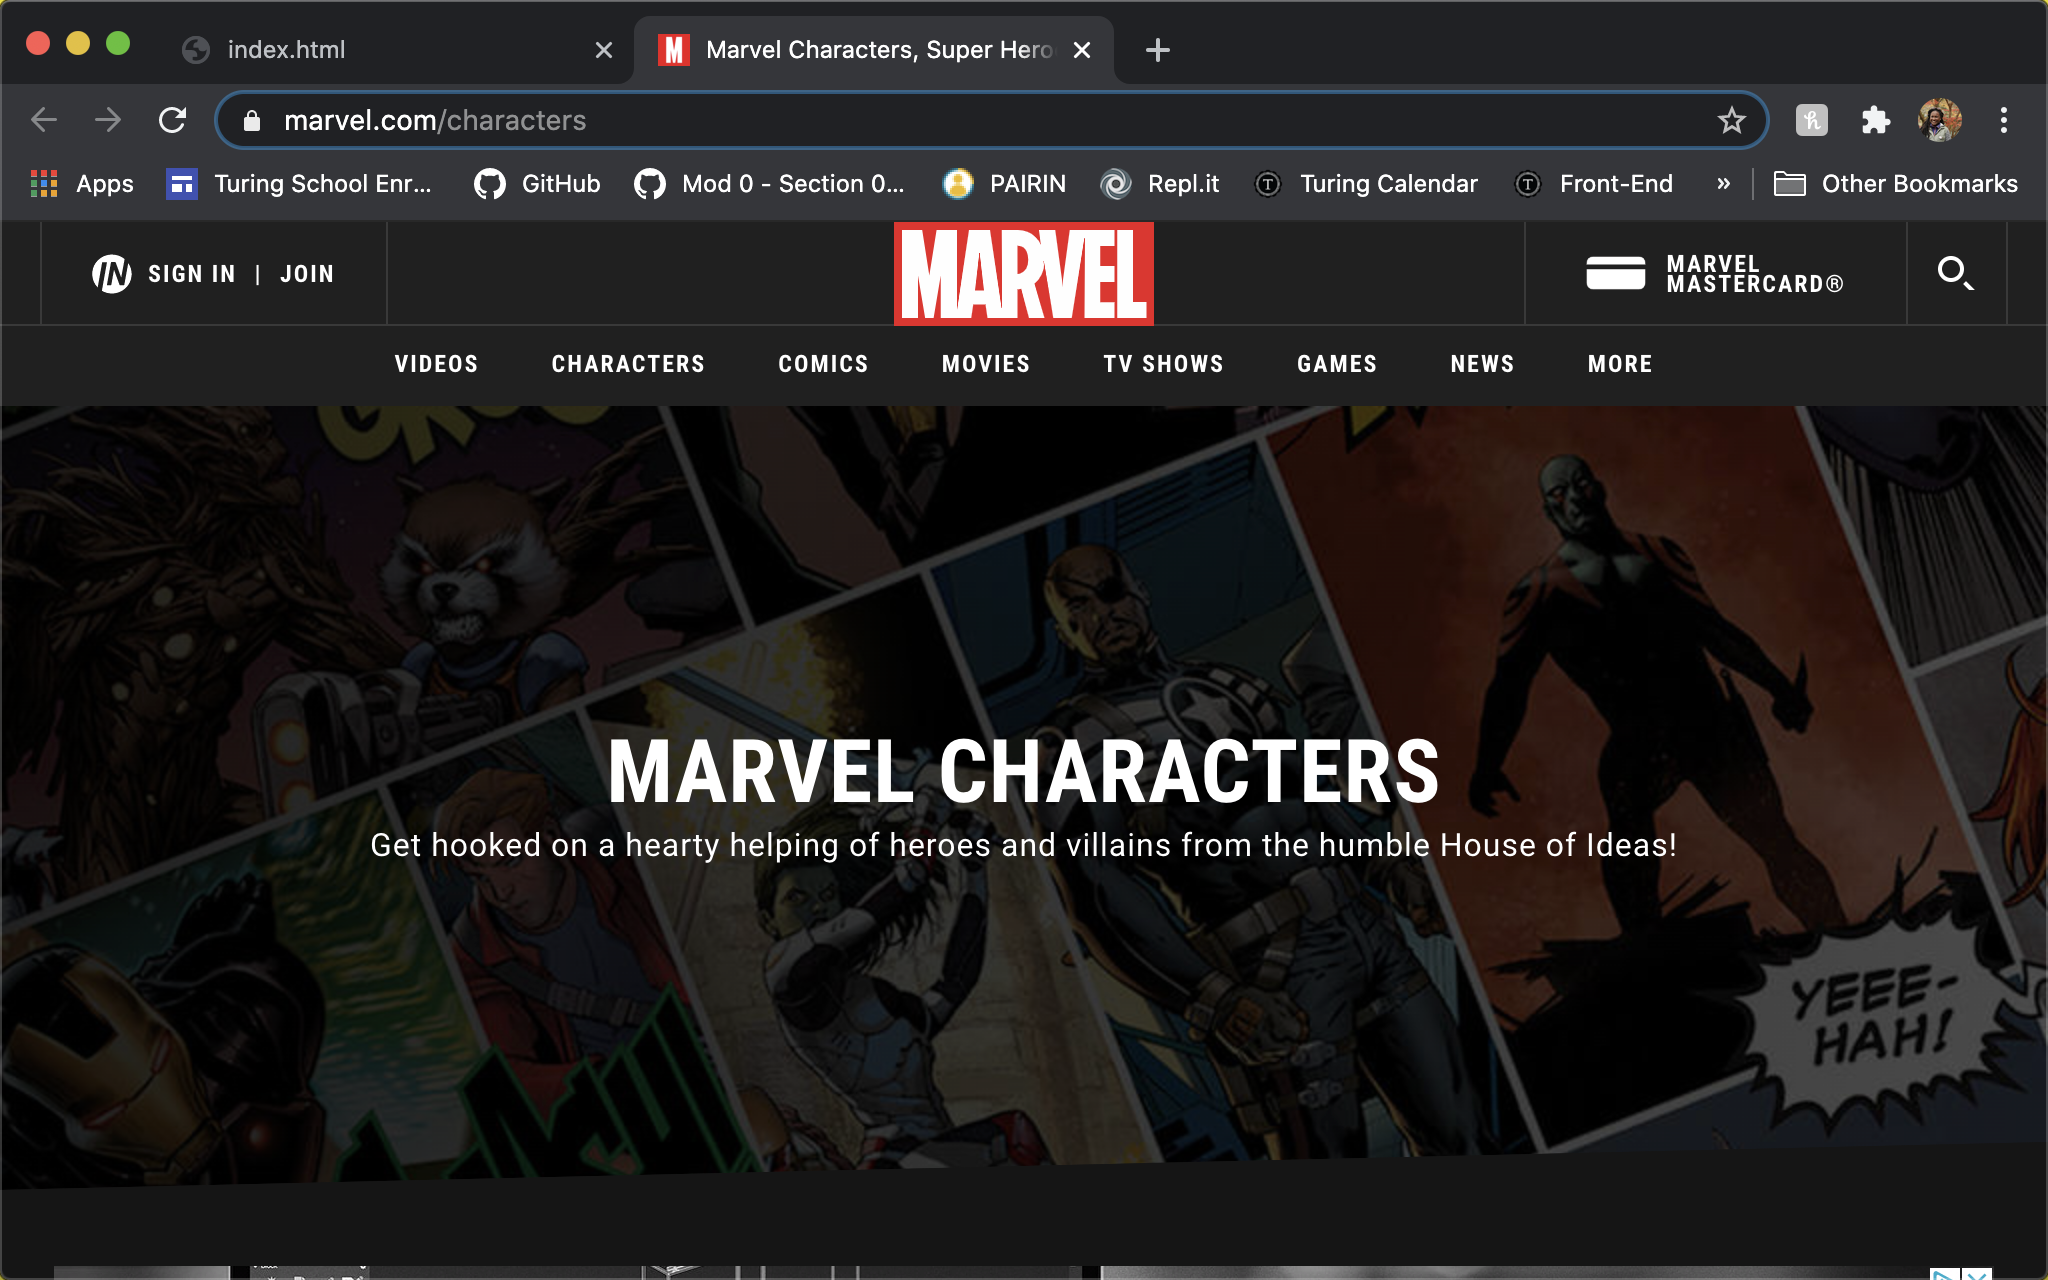 index.html
Marvel Characters, Super Hero
marvel.com/characters
Apps
Turing School Enr...
GitHub
Mod 0 - Section 0...
PAIRIN
Repl.it
Turing Calendar
Front-End
»
Other Bookmarks
IN SIGN IN | JOIN
MARVEL
MARVEL
MASTERCARD®
VIDEOS CHARACTERS COMICS MOVIES TV SHOWS GAMES NEWS MORE
MARVEL CHARACTERS
Get hooked on a hearty helping of heroes and villains from the humble House of Ideas!
YEEE-
HAH!